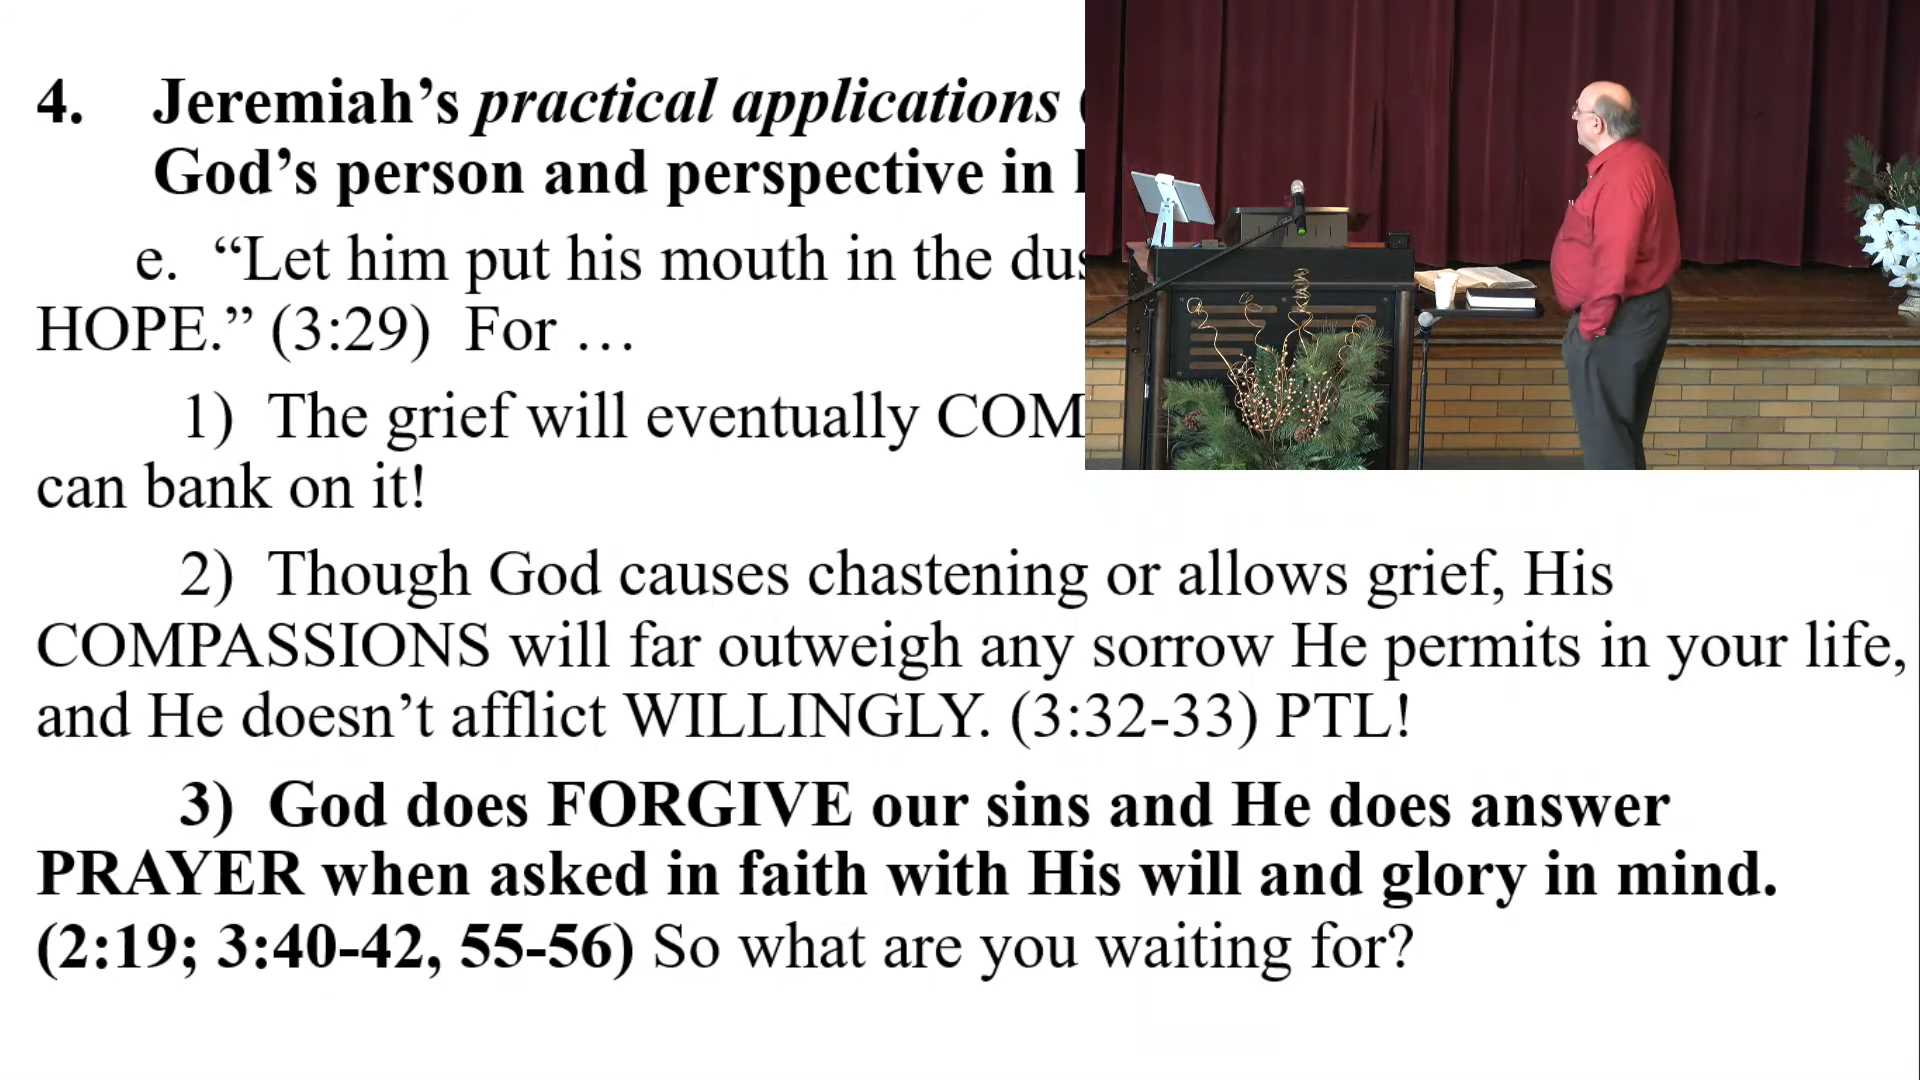 4. Jeremiah’s practical applications (
God’s person and perspective in
e. “Let him put his mouth in the
HOPE.” (3:29) For …
1) The grief will eventually
can bank on it!
2) Though God causes chastening or allows grief, His
COMPASSIONS will far outweigh any sorrow He permits in your life,
and He doesn’t afflict WILLINGLY. (3:32-33) PTL!
3) God does FORGIVE our sins and He does answer
PRAYER when asked in faith with His will and glory in mind.
(2:19; 3:40-42, 55-56) So what are you waiting for?